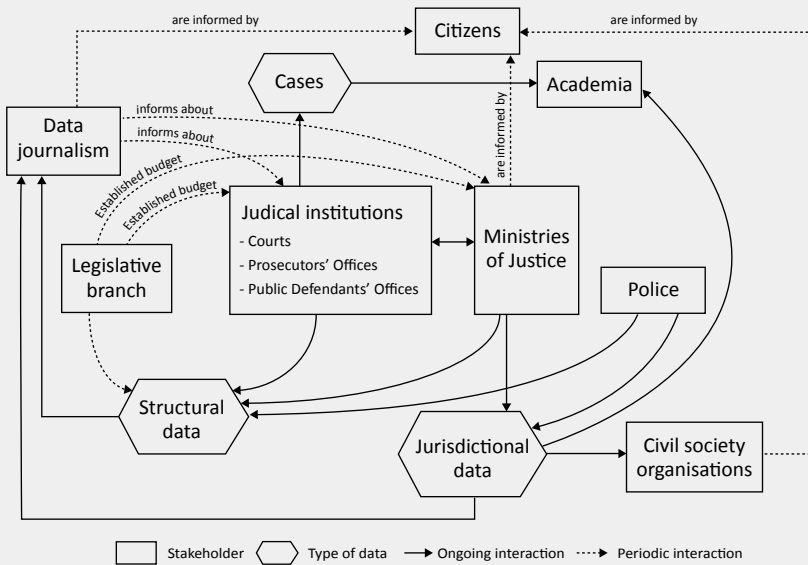 are informed by
are informed by
Citizens
Cases
Academia
informs about
informs about
are informed by
Data
journalism
Established budget
Established budget
Judical institutions
- Courts
- Prosecutors’ Offices
- Public Defendants’ Offices
Ministries
of Justice
Legislative
branch
Police
Structural
data
Jurisdictional
data
Civil society
organisations
Stakeholder
Type of data
Ongoing interaction
Periodic interaction